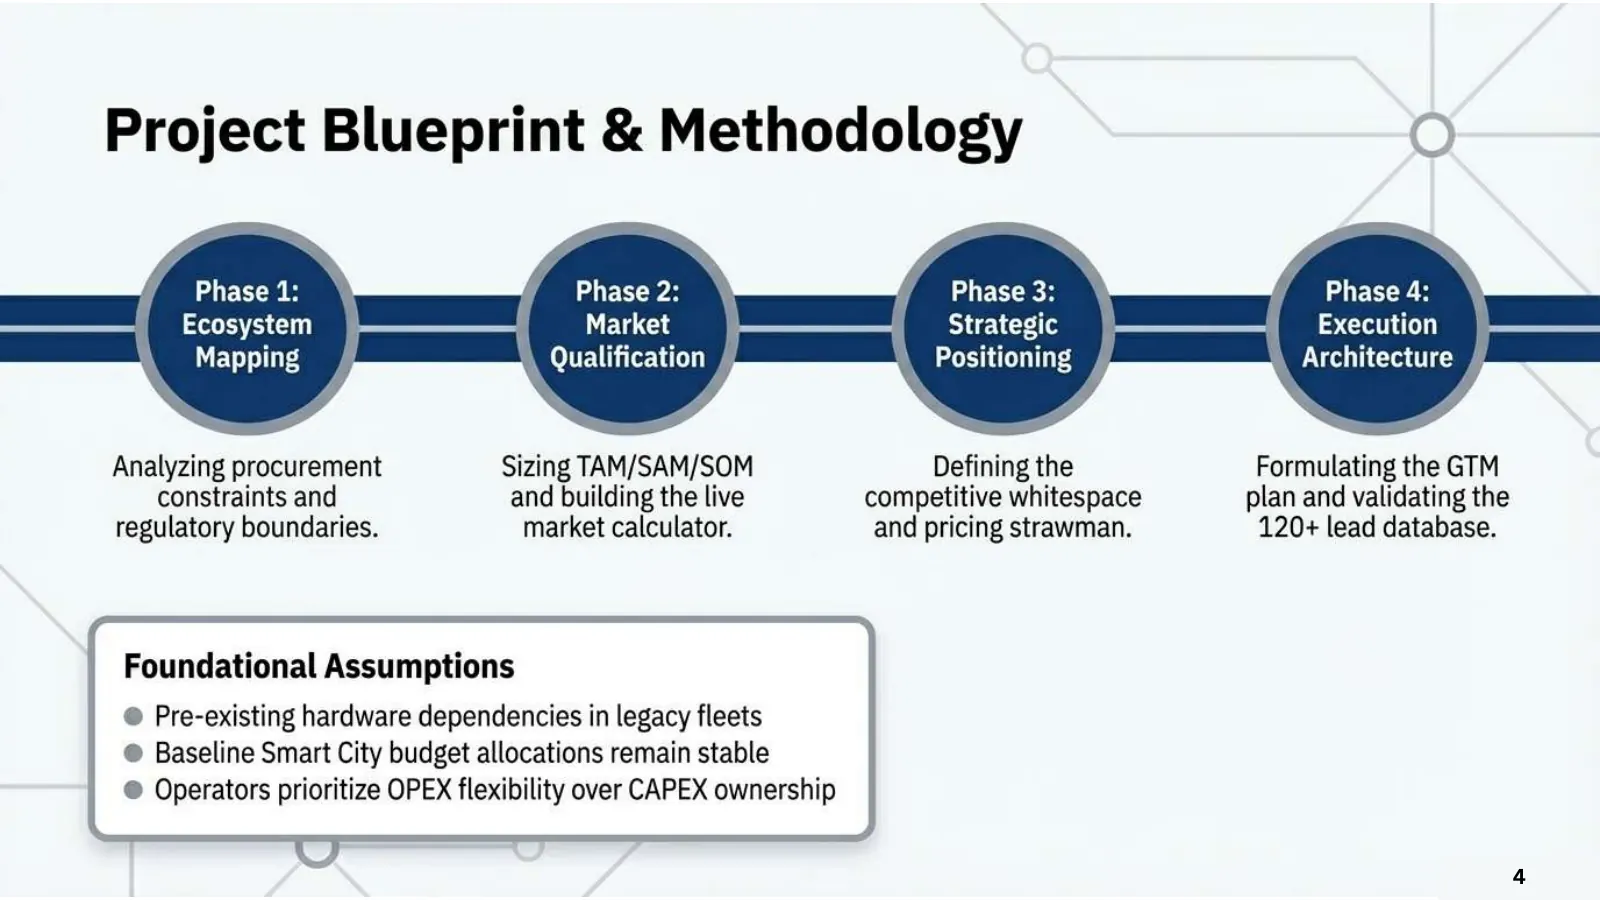 Project Blueprint & Methodology
Phase 1:
Ecosystem
Mapping
Analyzing procurement
constraints and
regulatory boundaries.
Phase 2:
Market
Qualification
Sizing TAM/SAM/SOM
and building the live
market calculator.
Phase 3:
Strategic
Positioning
Defining the
competitive whitespace
and pricing strawman.
Phase 4:
Execution
Architecture
Formulating the GTM
plan and validating the
120+ lead database.
Foundational Assumptions
Pre-existing hardware dependencies in legacy fleets
Baseline Smart City budget allocations remain stable
Operators prioritize OPEX flexibility over CAPEX ownership
4